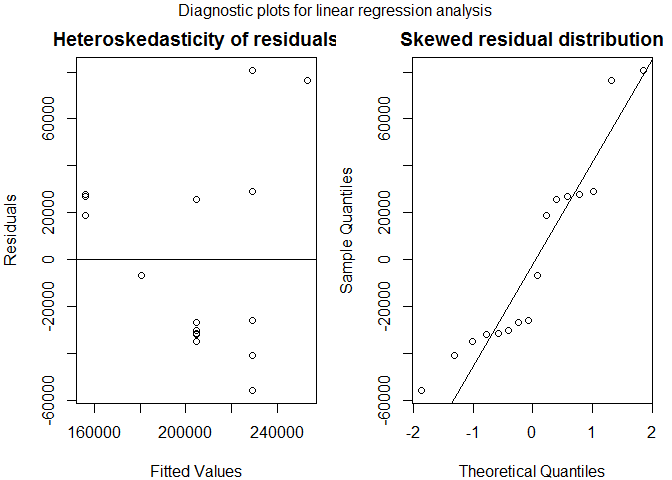 Diagnostic plots for linear regression analysis
Heteroskedasticity of residuals
Skewed residual distribution
Residuals
60000
20000
0
-20000
-60000
160000 200000 240000
Fitted Values
Sample Quantiles
60000
20000
0
-20000
-60000
-2 -1 0 1 2
Theoretical Quantiles